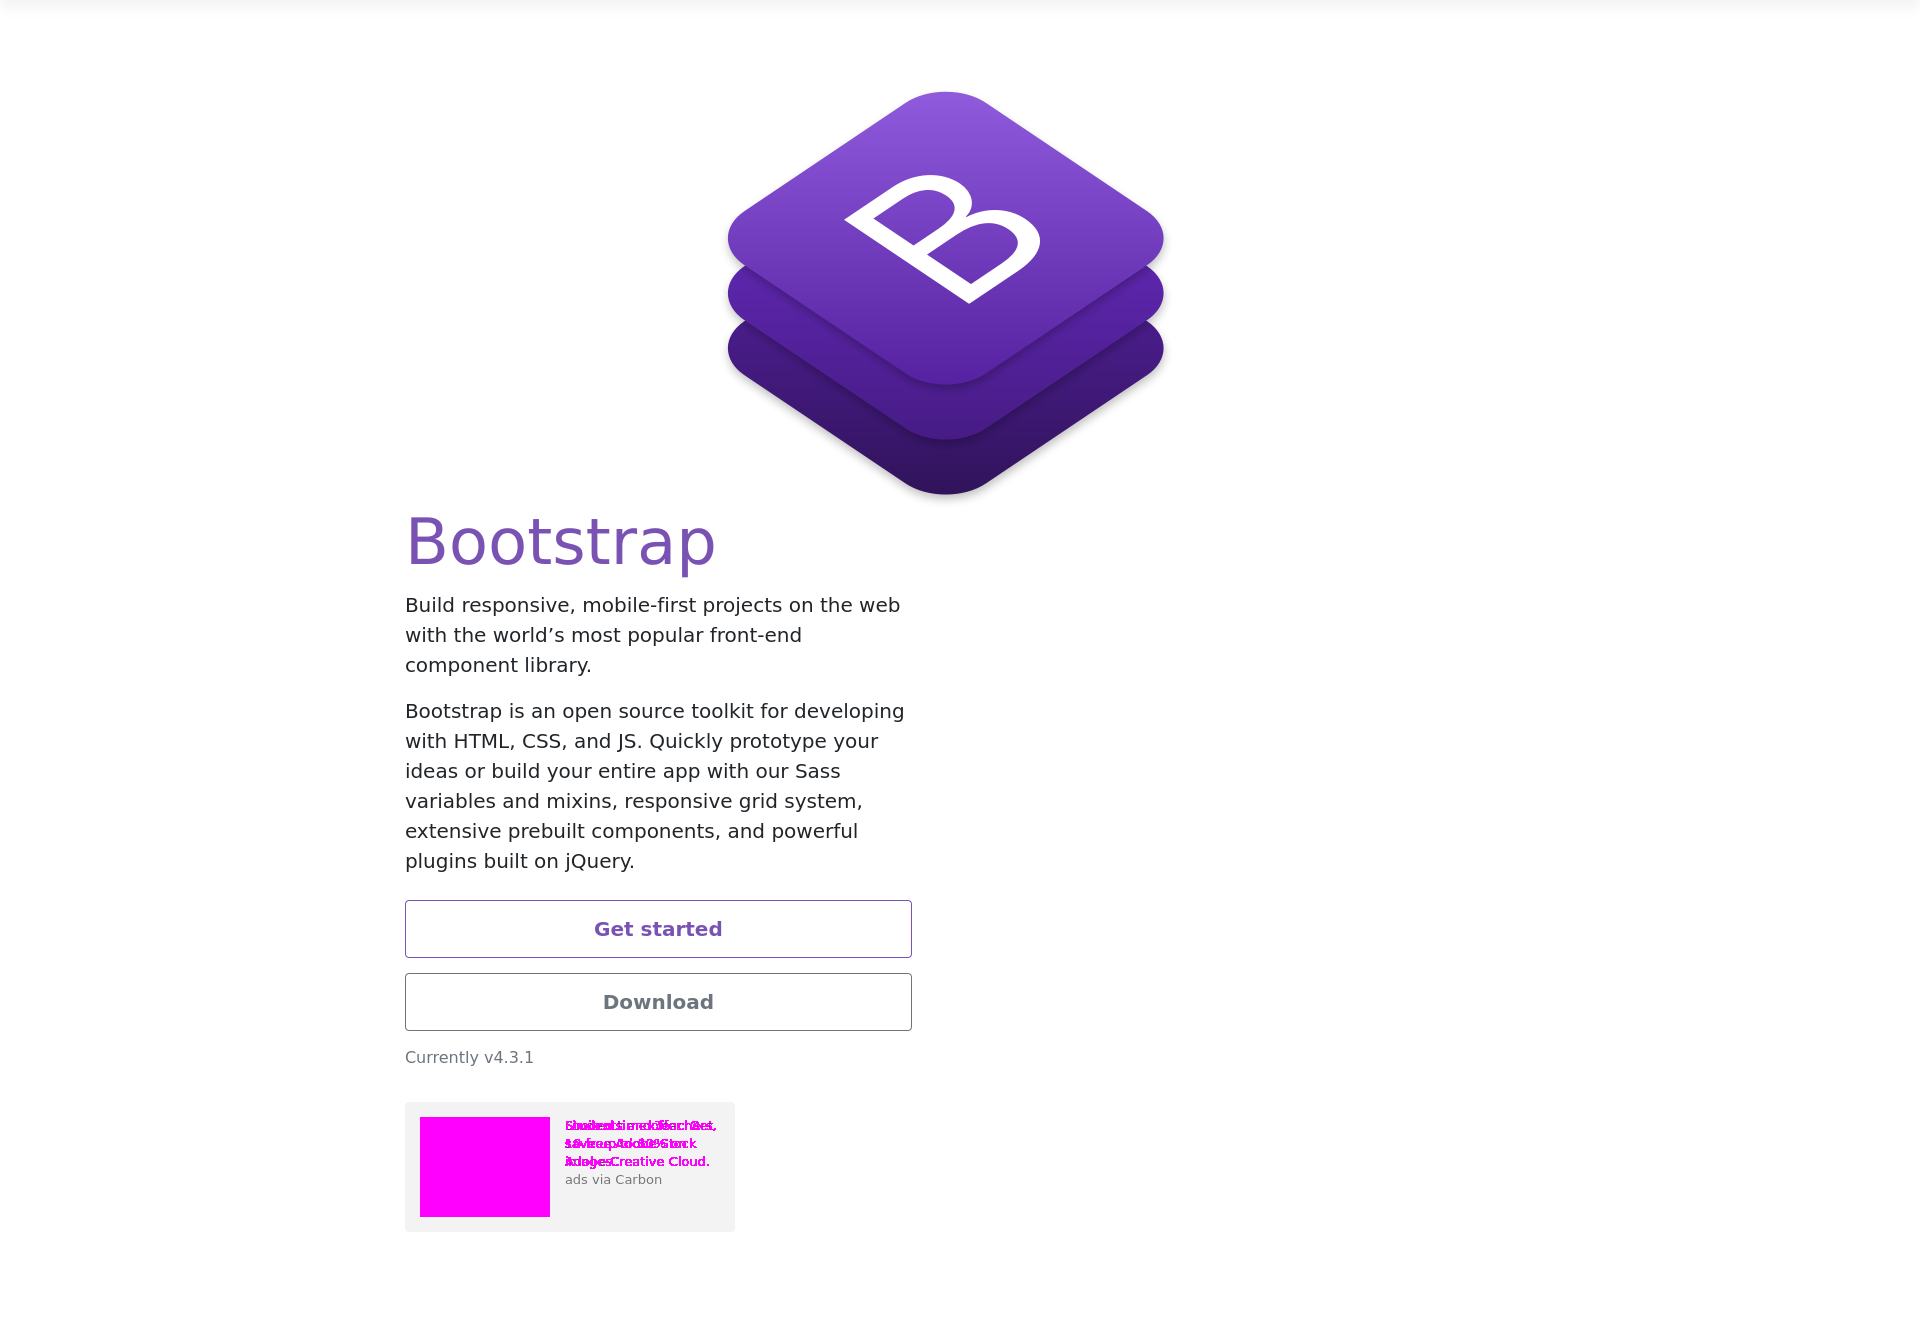 B
Bootstrap
Build responsive, mobile-first projects on the web
with the world’s most popular front-end
component library.
Bootstrap is an open source toolkit for developing
with HTML, CSS, and JS. Quickly prototype your
ideas or build your entire app with our Sass
variables and mixins, responsive grid system,
extensive prebuilt components, and powerful
plugins built on jQuery.
Get started
Download
Currently v4.3.1
Creative Cloud.
ads via Carbon